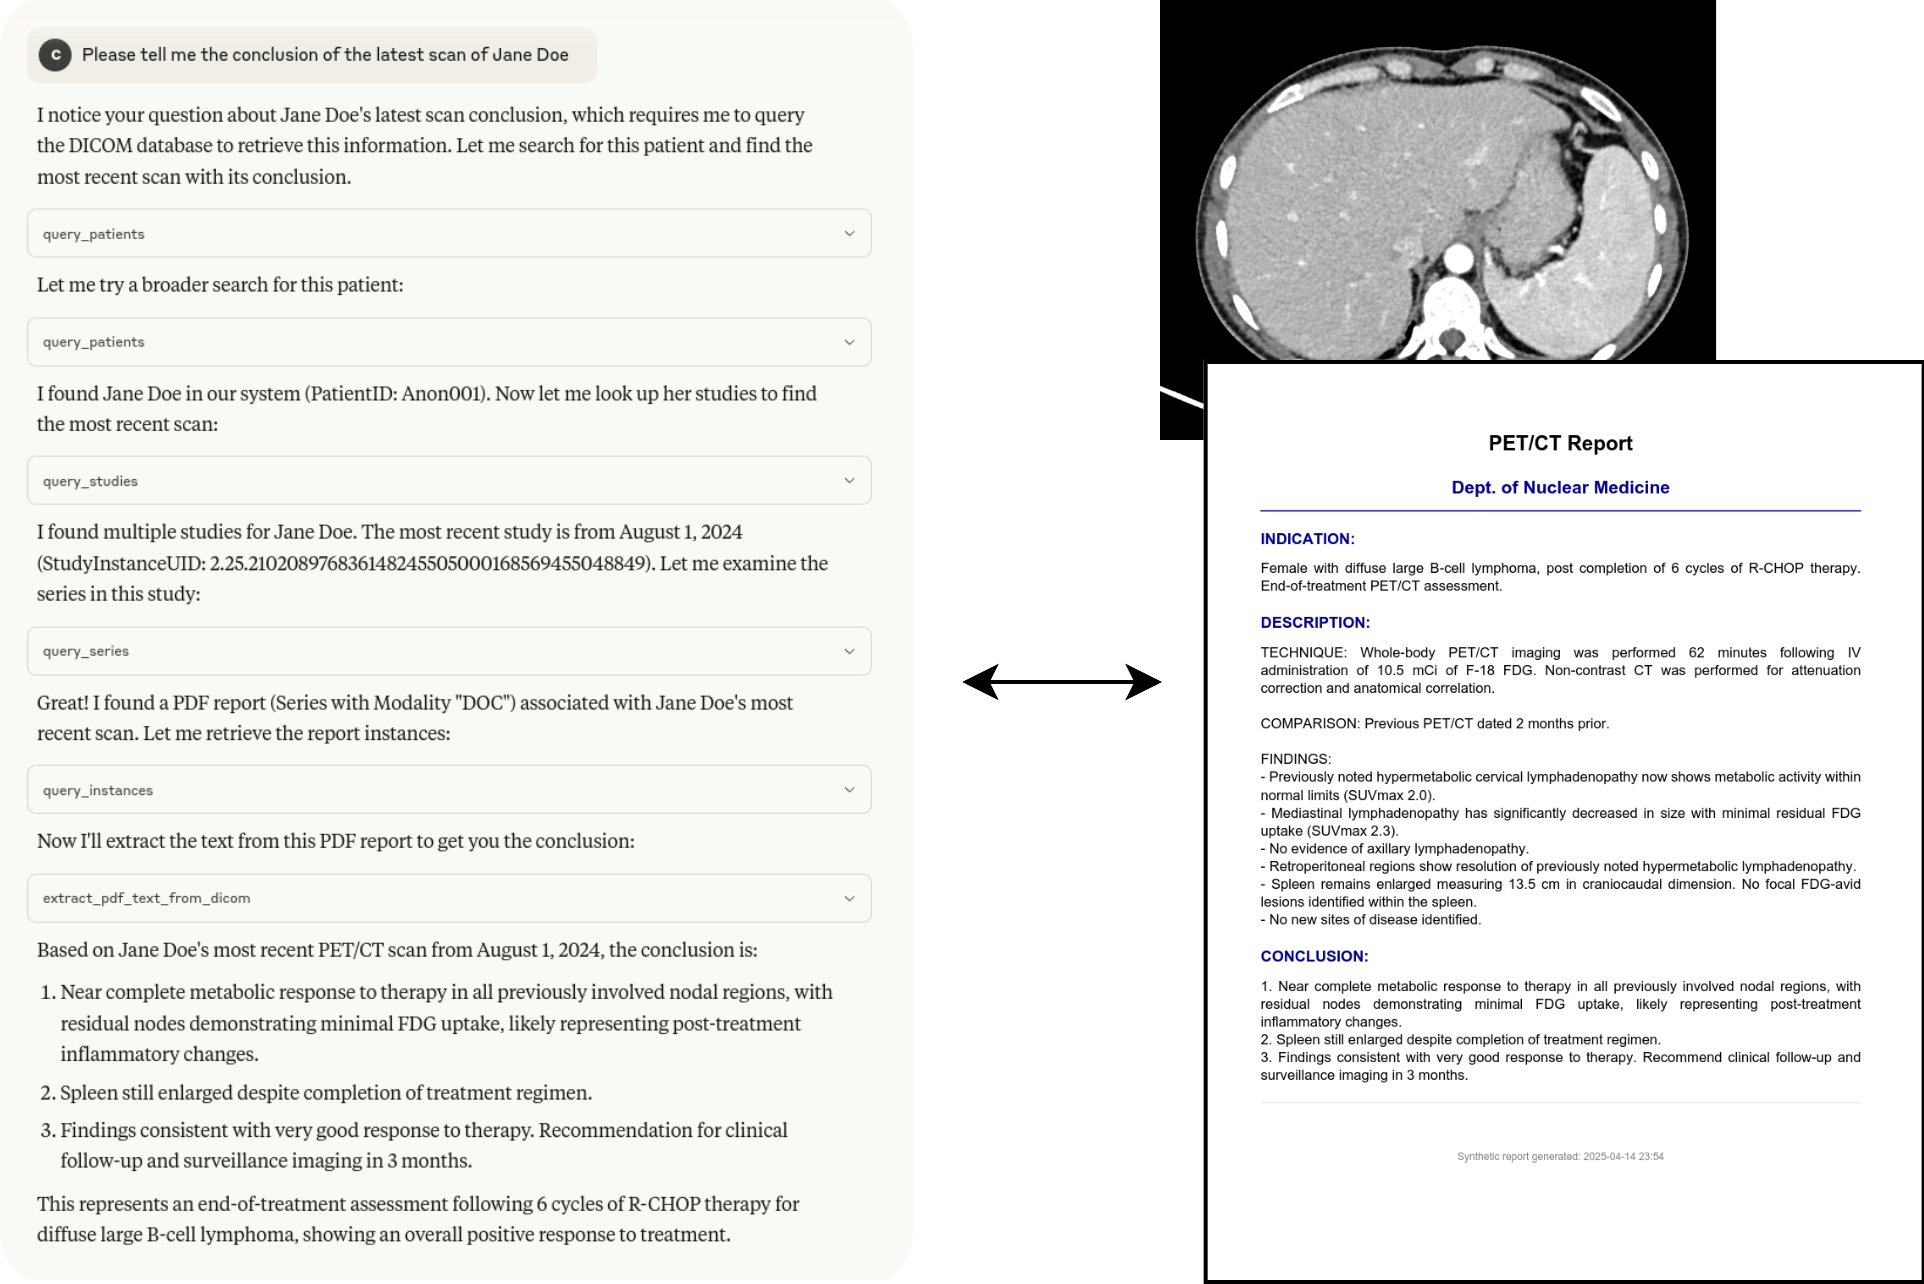 C Please tell me the conclusion of the latest scan of Jane Doe
I notice your question about Jane Doe's latest scan conclusion, which requires me to query
the DICOM database to retrieve this information. Let me search for this patient and find the
most recent scan with its conclusion.
query_patients
Let me try a broader search for this patient:
query_patients
I found Jane Doe in our system (PatientID: Anon001). Now let me look up her studies to find
the most recent scan:
query_studies
I found multiple studies for Jane Doe. The most recent study is from August 1, 2024
(StudyInstanceUID: 2.25.210208976836148245505000168569455048849). Let me examine the
series in this study:
query_series
Great! I found a PDF report (Series with Modality "DOC") associated with Jane Doe's most
recent scan. Let me retrieve the report instances:
query_instances
Now I'll extract the text from this PDF report to get you the conclusion:
extract_pdf_text_from_dicom
Based on Jane Doe's most recent PET/CT scan from August 1, 2024, the conclusion is:
1. Near complete metabolic response to therapy in all previously involved nodal regions, with
residual nodes demonstrating minimal FDG uptake, likely representing post-treatment
inflammatory changes.
2. Spleen still enlarged despite completion of treatment regimen.
3. Findings consistent with very good response to therapy. Recommendation for clinical
follow-up and surveillance imaging in 3 months.
This represents an end-of-treatment assessment following 6 cycles of R-CHOP therapy for
diffuse large B-cell lymphoma, showing an overall positive response to treatment.
PET/CT Report
Dept. of Nuclear Medicine
INDICATION:
Female with diffuse large B-cell lymphoma, post completion of 6 cycles of R-CHOP therapy.
End-of-treatment PET/CT assessment.
DESCRIPTION:
TECHNIQUE: Whole-body PET/CT imaging was performed 62 minutes following IV
administration of 10.5 mCi of F-18 FDG. Non-contrast CT was performed for attenuation
correction and anatomical correlation.
COMPARISON: Previous PET/CT dated 2 months prior.
FINDINGS:
- Previously noted hypermetabolic cervical lymphadenopathy now shows metabolic activity within
normal limits (SUVmax 2.0).
- Mediastinal lymphadenopathy has significantly decreased in size with minimal residual FDG
uptake (SUVmax 2.3).
- No evidence of axillary lymphadenopathy.
- Retroperitoneal regions show resolution of previously noted hypermetabolic lymphadenopathy.
- Spleen remains enlarged measuring 13.5 cm in craniocaudal dimension. No focal FDG-avid
lesions identified within the spleen.
- No new sites of disease identified.
CONCLUSION:
1. Near complete metabolic response to therapy in all previously involved nodal regions, with
residual nodes demonstrating minimal FDG uptake, likely representing post-treatment
inflammatory changes.
2. Spleen still enlarged despite completion of treatment regimen.
3. Findings consistent with very good response to therapy. Recommend clinical follow-up and
surveillance imaging in 3 months.
Synthetic report generated: 2025-04-14 23:54